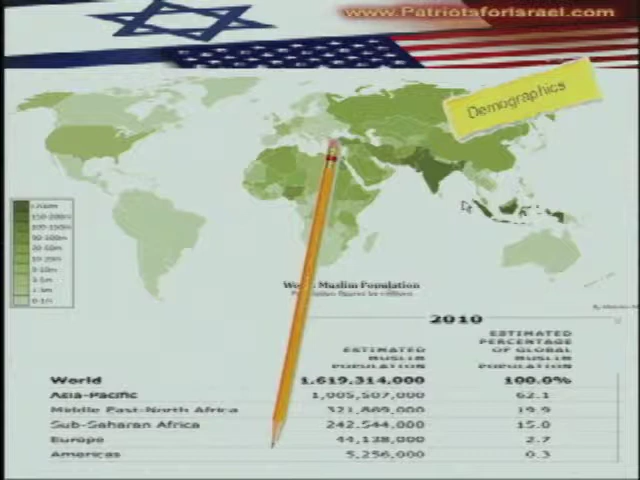 www.PatriotsforIsrael.com
Demographics
World Muslim Population
2010
ESTIMATED MUSLIM POPULATION
ESTIMATED PERCENTAGE OF GLOBAL MUSLIM POPULATION
World 1,619,314,000 100.0%
Asia-Pacific 1,005,507,000 62.1
Middle East-North Africa 321,869,000 19.9
Sub-Saharan Africa 242,544,000 15.0
Europe 44,138,000 2.7
Americas 5,256,000 0.3